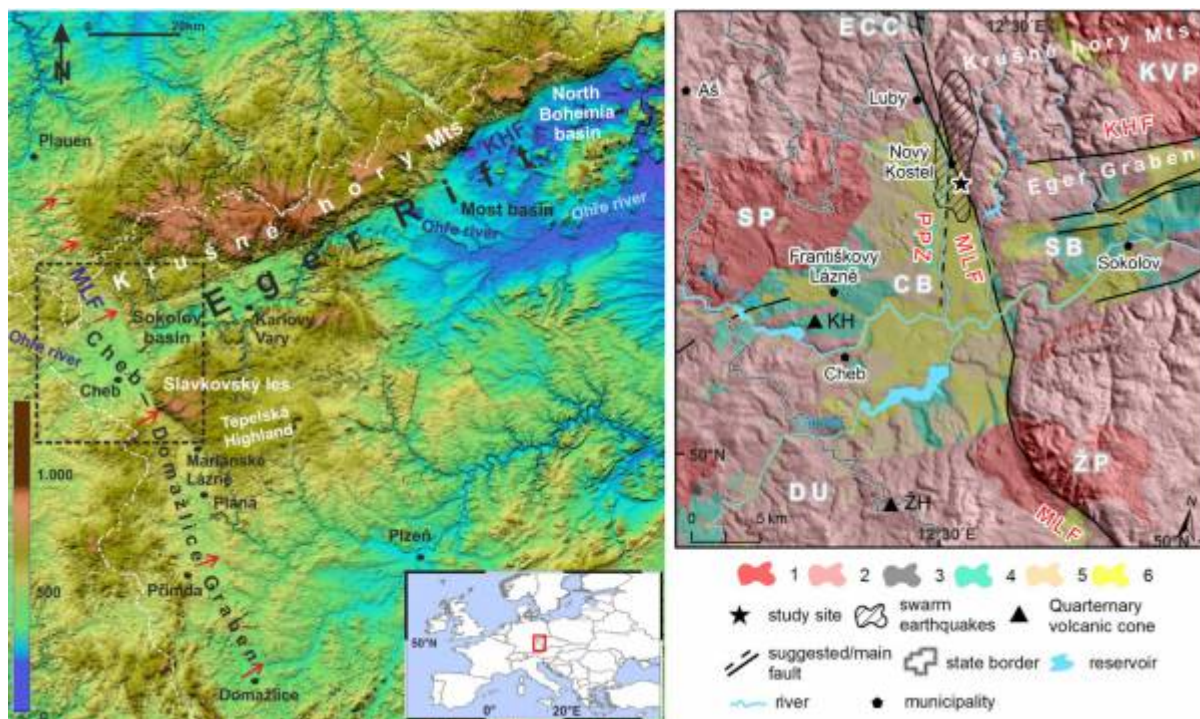 0 20km
N
Plauen
North
Bohemia
basin
KHF
Krušné hory Mts
Eger Rift
Most basin
Ohře river
Ohře river
MLF
Sokolov
basin
Karlovy
Vary
Ohře river
Cheb
Cheb - Domažlice Graben
Slavkovský les
Tepelská
Highland
Mariánské
Lázně
Planá
Plzeň
Přimda
Domažlice
1.000
500
0
50°N
0° 20°E
12°30´E
ECC
Krušné hory Mts.
KVP
Aš
Luby
KHF
Nový
Kostel
Eger Graben
SP
PPZ
MLF
SB
Sokolov
Františkovy
Lázně
CB
KH
Cheb
50°N
ŽP
DU
ŽH
MLF
0 5 km
12°30´E
N
50°N
1 2 3 4 5 6
study site
swarm
earthquakes
Quarternary
volcanic cone
suggested/main
fault
state border
reservoir
river
municipality